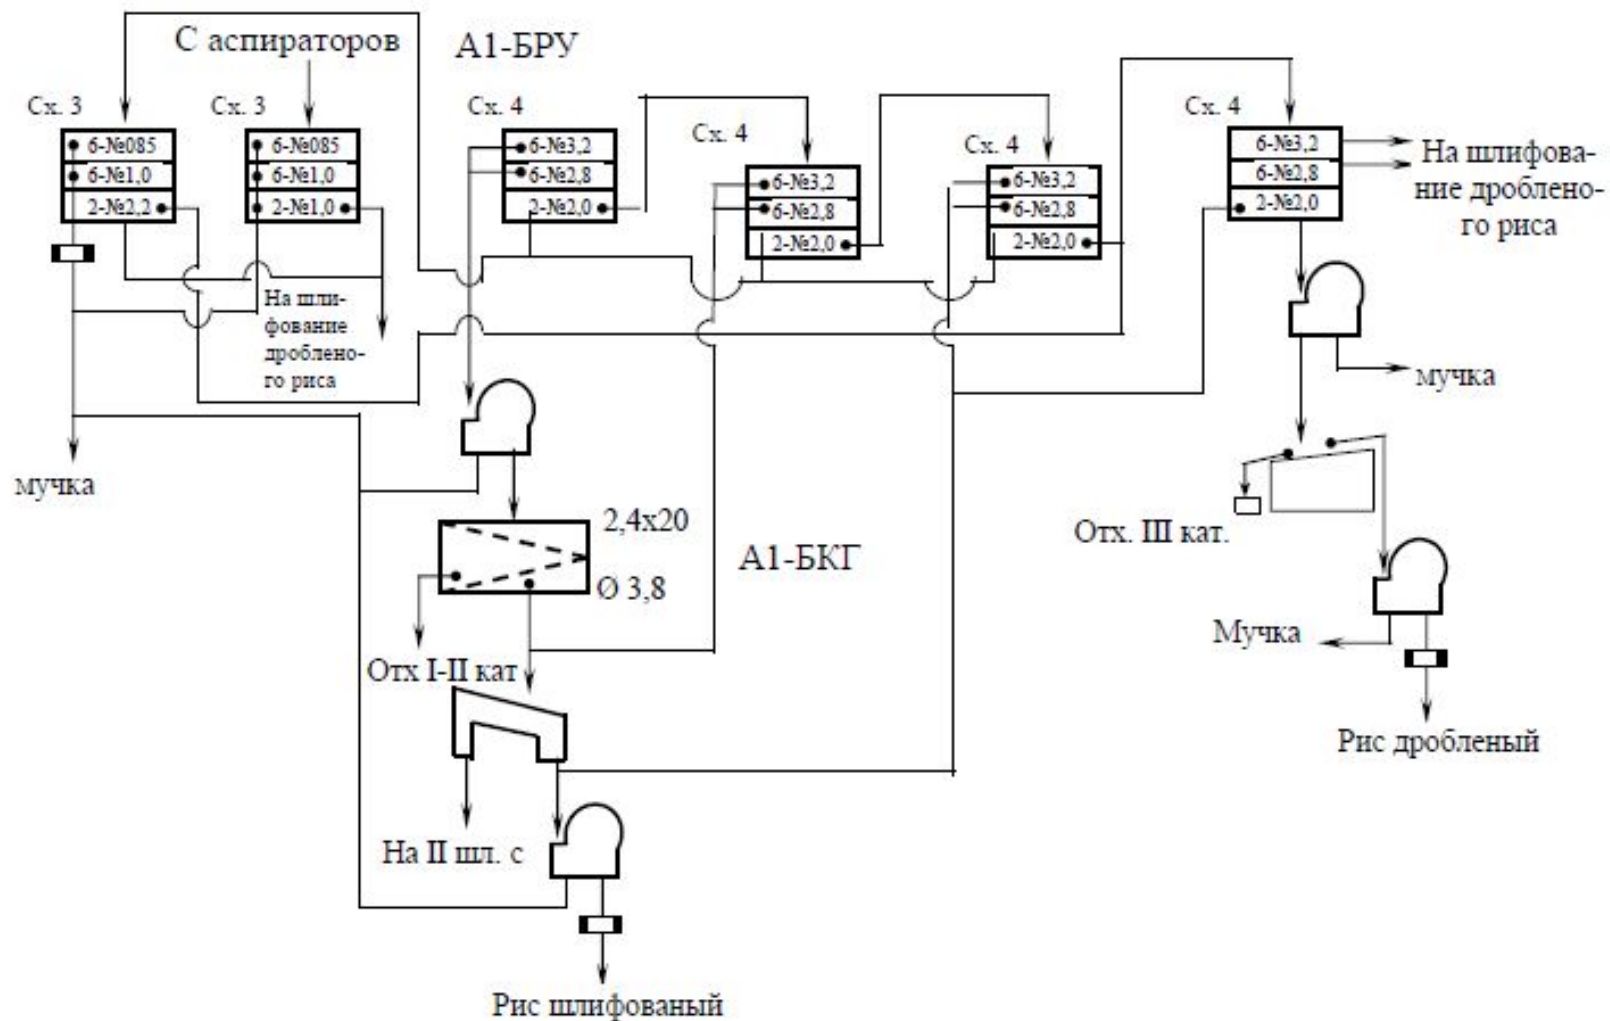 С аспираторов
А1-БРУ
Сх. 3
6-№085
6-№1,0
2-№2,2
Сх. 3
6-№085
6-№1,0
2-№1,0
Сх. 4
6-№3,2
6-№2,8
2-№2,0
Сх. 4
6-№3,2
6-№2,8
2-№2,0
Сх. 4
6-№3,2
6-№2,8
2-№2,0
Сх. 4
6-№3,2
6-№2,8
2-№2,0
На шлифова-
ние дроблено-
го риса
На шли-
фование
дроблено-
го риса
мучка
мучка
2,4х20
Ø 3,8
А1-БКГ
Отх. III кат.
Отх I-II кат
Мучка
Рис дробленый
На II шл. с
Рис шлифованый